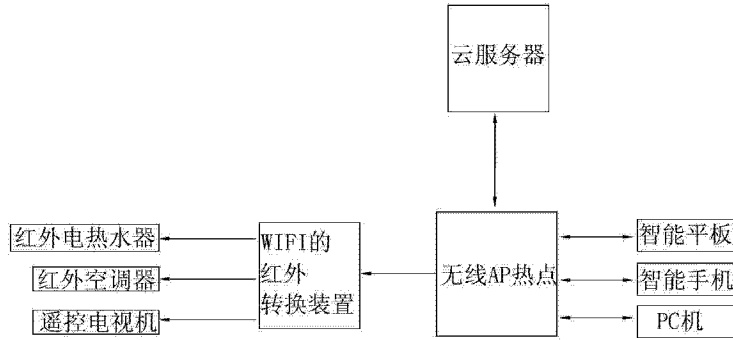 云服务器
红外电热水器
红外空调器
遥控电视机
WIFI的
红外
转换装置
无线AP热点
智能平板
智能手机
PC机